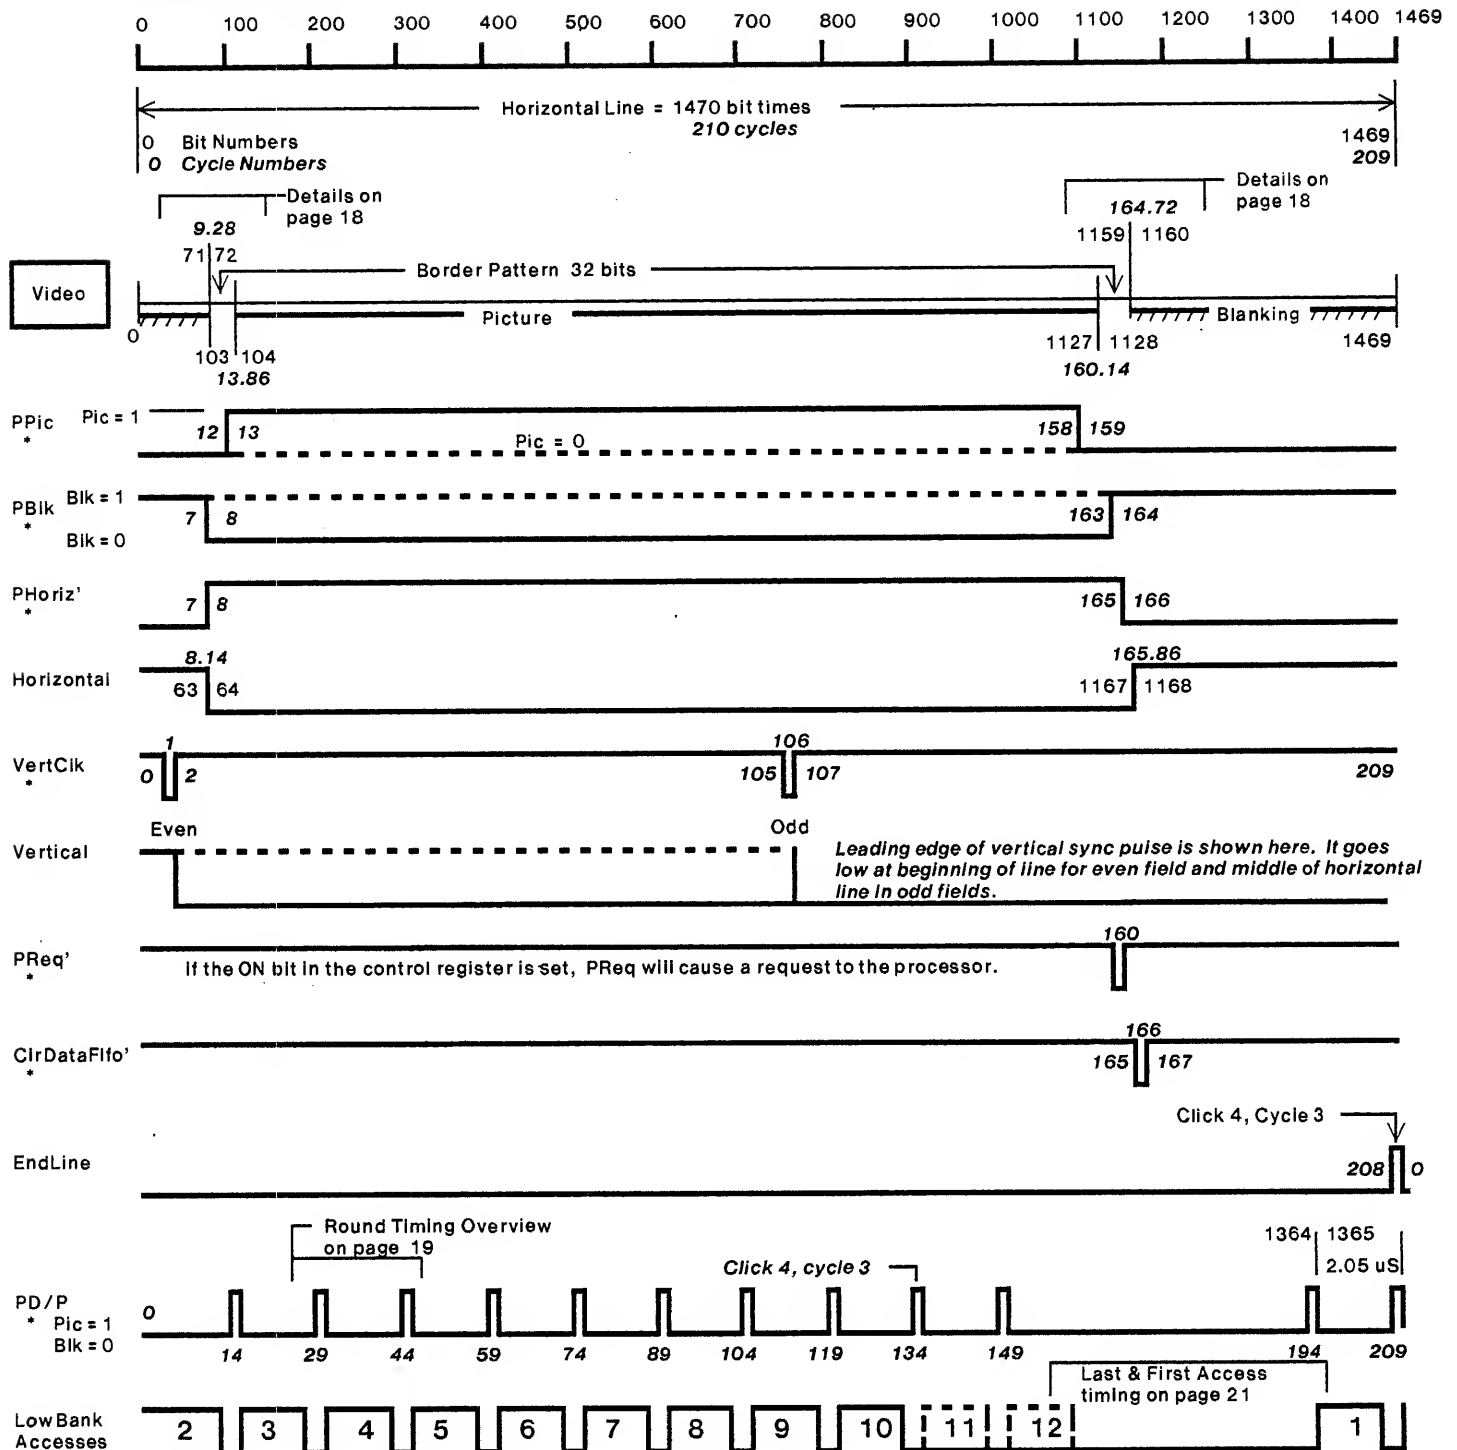 0 100 200 300 400 500 600 700 800 900 1000 1100 1200 1300 1400 1469
Horizontal Line = 1470 bit times
210 cycles
0 Bit Numbers 1469
0 Cycle Numbers 209
Details on page 18
Details on page 18
9.28
164.72
71 72
1159 1160
Border Pattern 32 bits
Video
Picture
Blanking
0
103 104
1127 1128
1469
13.86
160.14
PPic
*
Pic = 1
12 13
Pic = 0
158 159
PBlk
*
Blk = 1
7 8
163 164
Blk = 0
PHoriz'
*
7 8
165 166
8.14
165.86
Horizontal
63 64
1167 1168
1
106
VertClk
*
0 2
105 107
209
Even
Odd
Vertical
Leading edge of vertical sync pulse is shown here. It goes
low at beginning of line for even field and middle of horizontal
line in odd fields.
160
PReq'
*
If the ON bit in the control register is set, PReq will cause a request to the processor.
ClrDataFifo'
*
166
165 167
Click 4, Cycle 3
EndLine
208 0
Round Timing Overview
on page 19
1364 1365
2.05 uS
Click 4, cycle 3
PD/P
*
Pic = 1
Blk = 0
0
14 29 44 59 74 89 104 119 134 149 194 209
Last & First Access
timing on page 21
Low Bank
Accesses
2 3 4 5 6 7 8 9 10 11 12 1